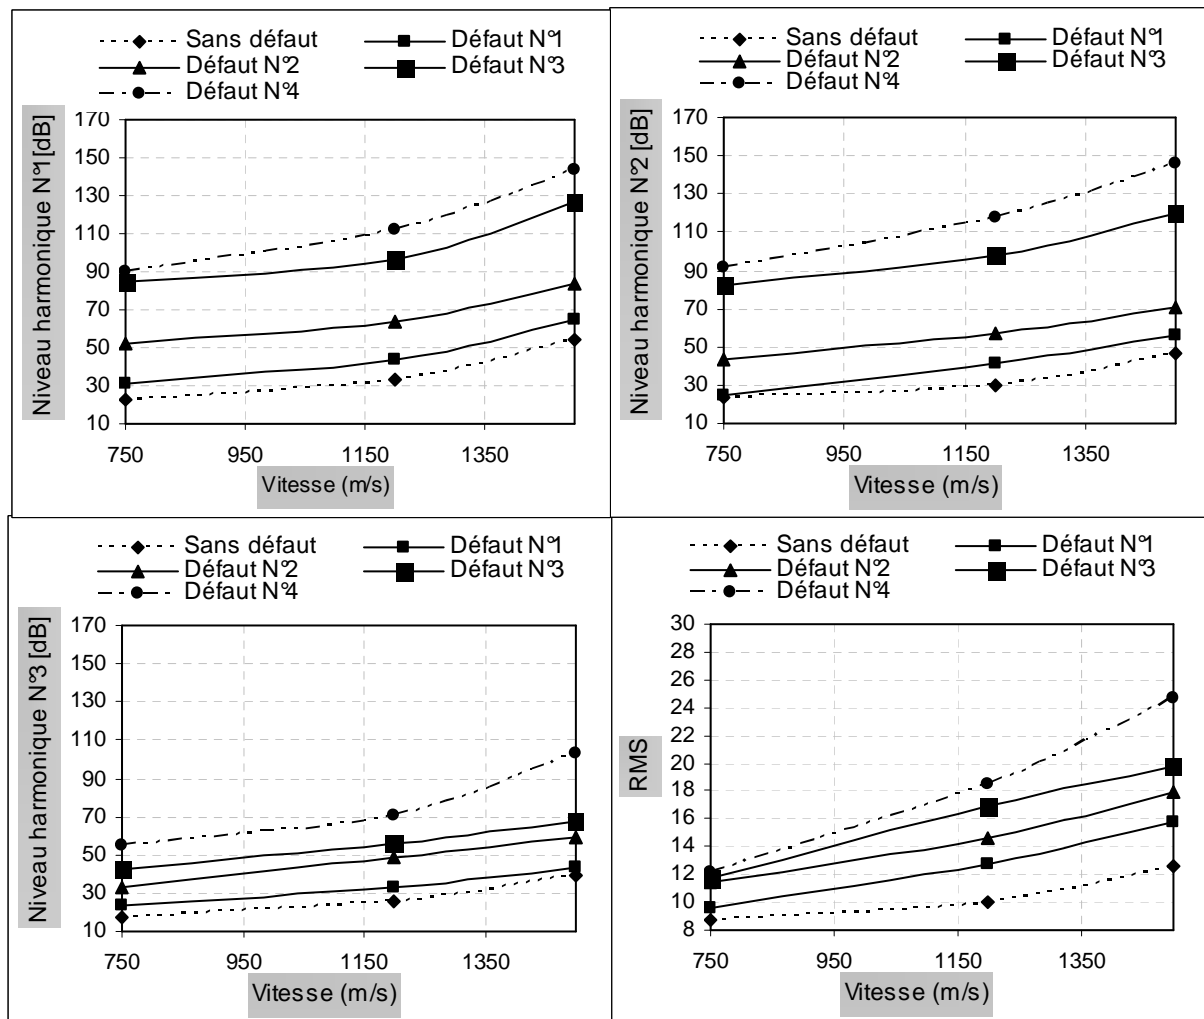 Sans défaut Défaut N°1
Défaut N°2 Défaut N°3
Défaut N°4
Niveau harmonique N°1[dB]
170
150
130
110
90
70
50
30
10
750 950 1150 1350
Vitesse (m/s)
Sans défaut Défaut N°1
Défaut N°2 Défaut N°3
Défaut N°4
Niveau harmonique N°2 [dB]
170
150
130
110
90
70
50
30
10
750 950 1150 1350
Vitesse (m/s)
Sans défaut Défaut N°1
Défaut N°2 Défaut N°3
Défaut N°4
Niveau harmonique N°3 [dB]
170
150
130
110
90
70
50
30
10
750 950 1150 1350
Vitesse (m/s)
Sans défaut Défaut N°1
Défaut N°2 Défaut N°3
Défaut N°4
RMS
30
28
26
24
22
20
18
16
14
12
10
8
750 950 1150 1350
Vitesse (m/s)